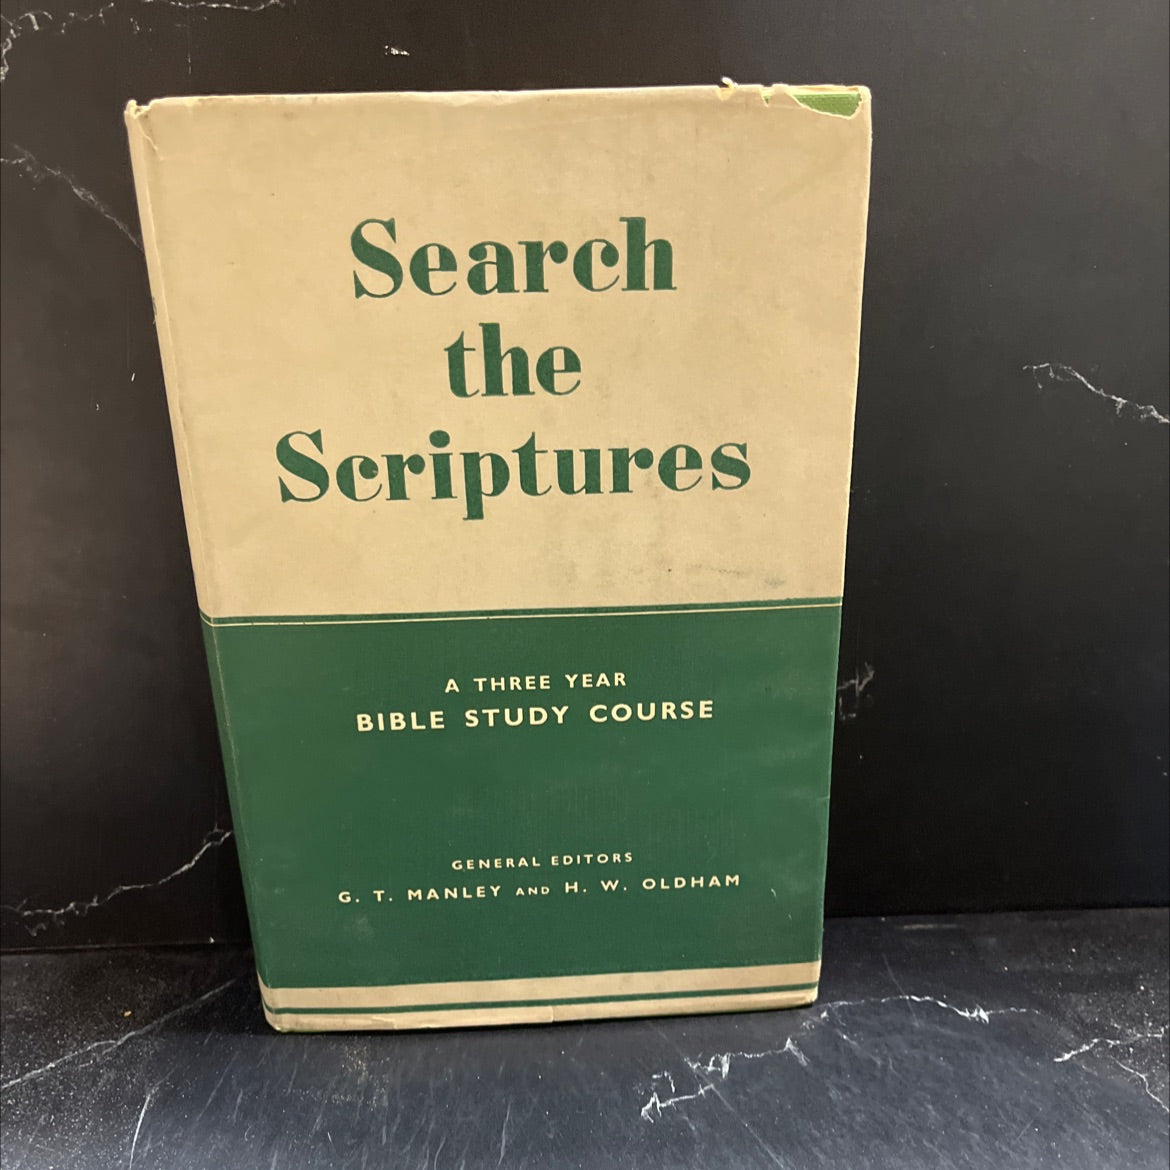 Search
the
Scriptures
A THREE YEAR
BIBLE STUDY COURSE
GENERAL EDITORS
G. T. MANLEY AND H. W. OLDHAM